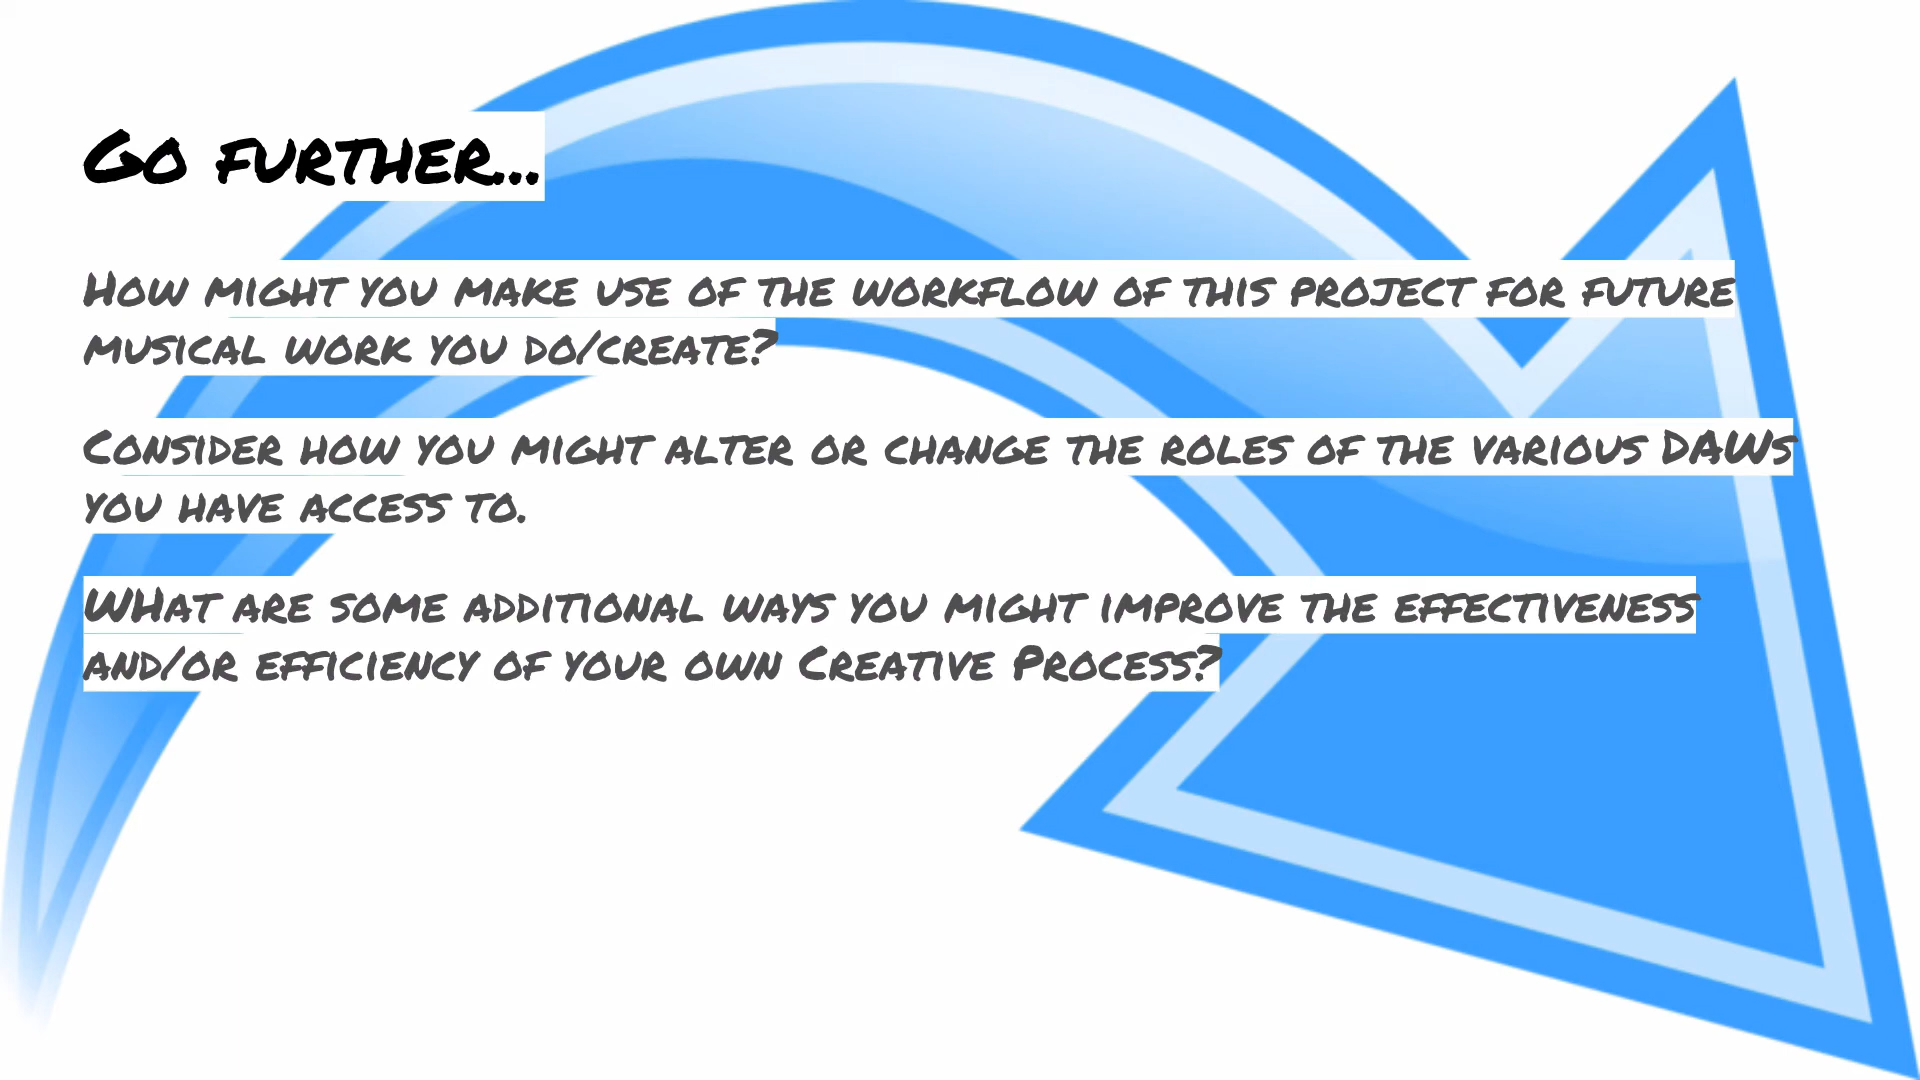 Go further...
How might you make use of the workflow of this project for future
musical work you do/create?
Consider how you might alter or change the roles of the various DAWs
you have access to.
What are some additional ways you might improve the effectiveness
and/or efficiency of your own Creative Process?